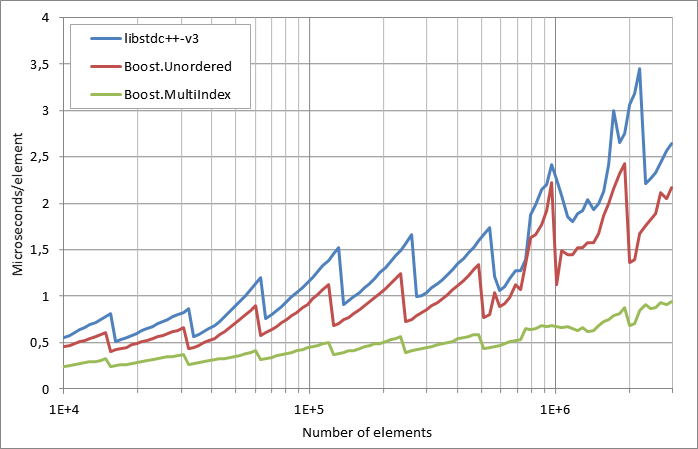 4
libstdc++-v3
Boost.Unordered
Boost.MultiIndex
3,5
3
2,5
2
1,5
1
0,5
0
Microseconds/element
1E+4
1E+5
1E+6
Number of elements